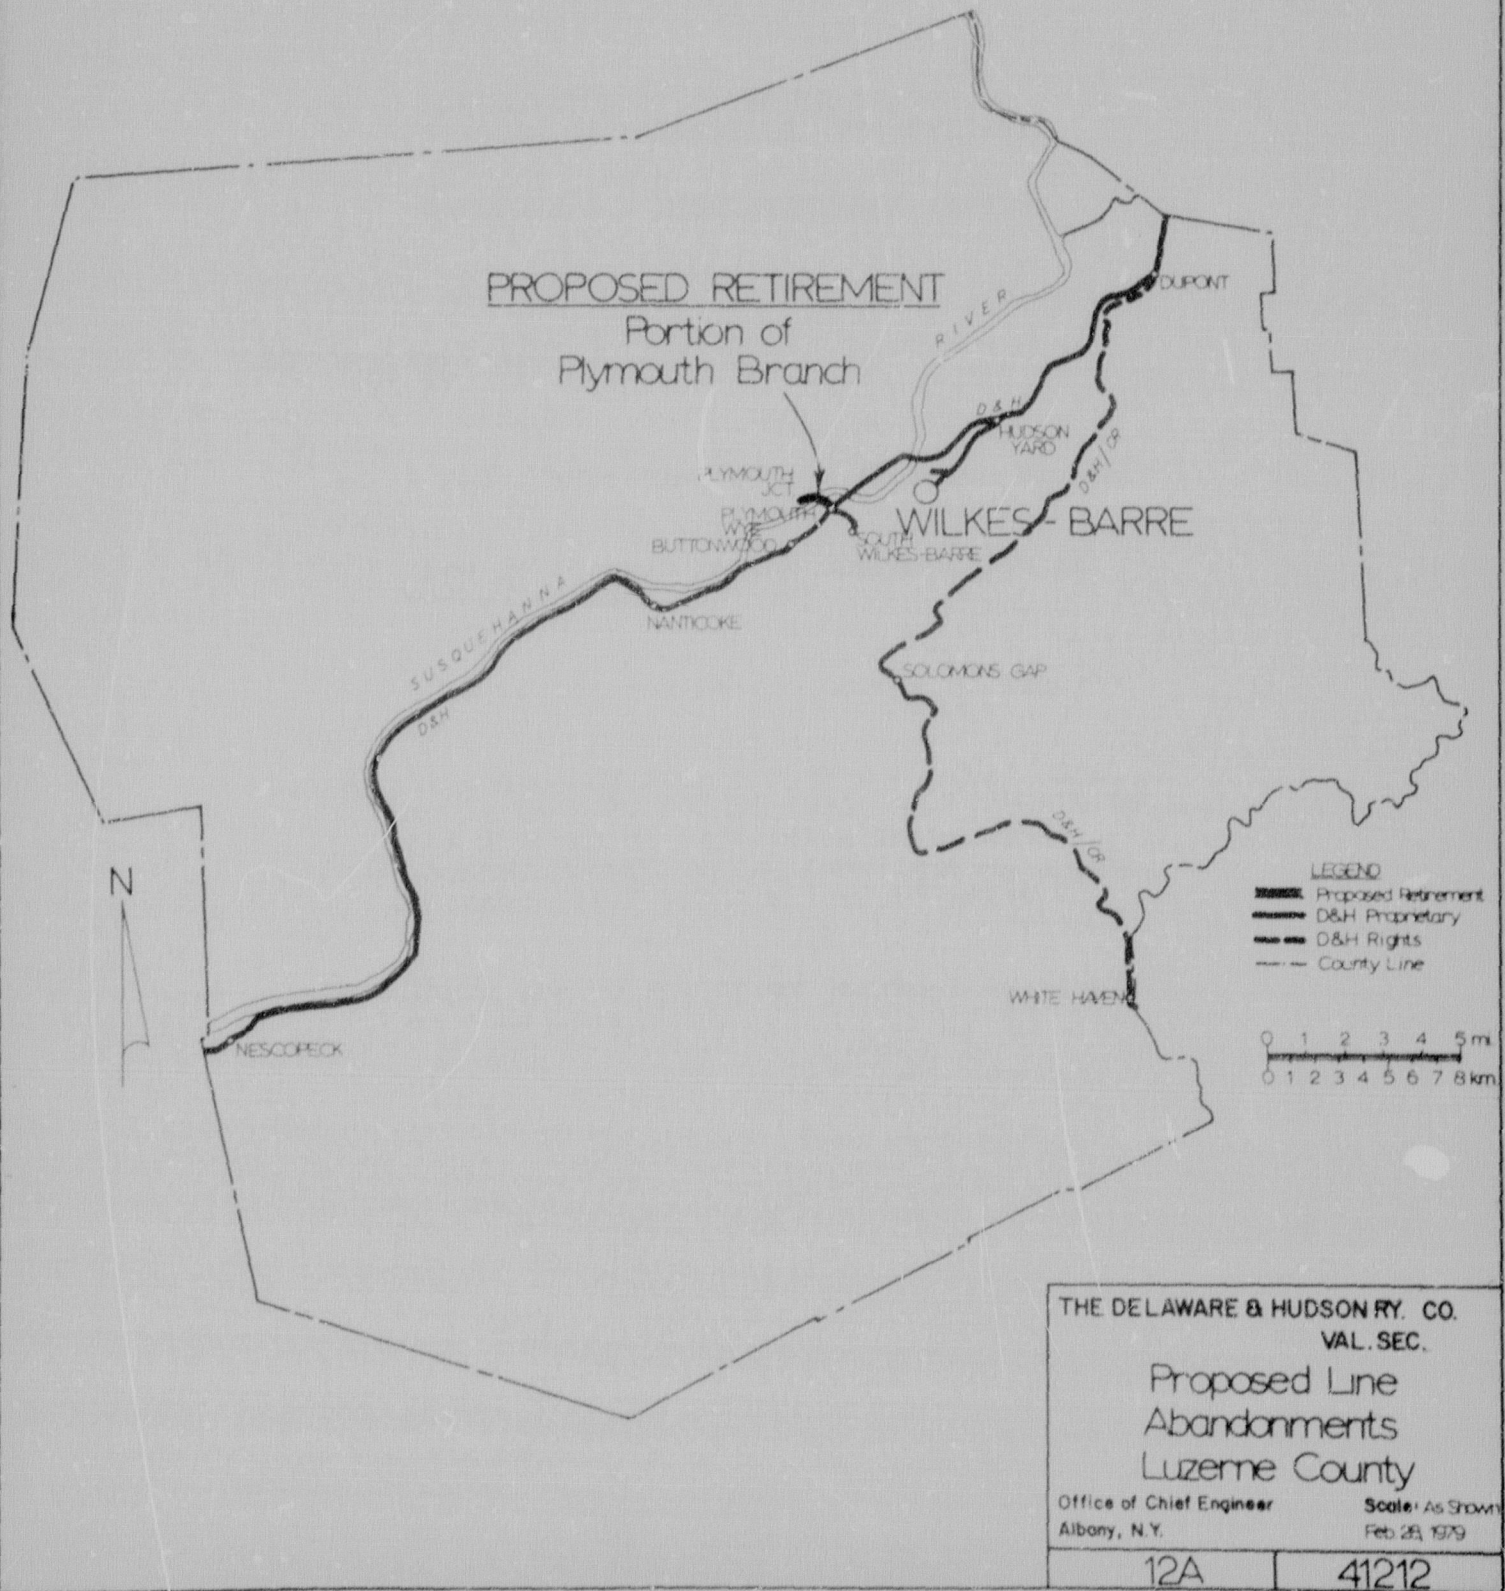 PROPOSED RETIREMENT
Portion of
Plymouth Branch
RIVER
DUPONT
D&H
HUDSON
YARD
D&H/CR
PLYMOUTH
JCT
PLYMOUTH
WYE
BUTTONWOOD
WILKES-BARRE
SOUTH
WILKES-BARRE
NANTICOKE
SUSQUEHANNA
D&H
SOLOMONS GAP
D&H/CR
WHITE HAVEN
NESCOPECK
N
LEGEND
Proposed Retirement
D&H Proprietary
D&H Rights
County Line
0 1 2 3 4 5 mi.
0 1 2 3 4 5 6 7 8 km.
THE DELAWARE & HUDSON RY. CO.
VAL. SEC.
Proposed Line
Abandonments
Luzerne County
Office of Chief Engineer Scale: As Shown
Albany, N.Y. Feb 28, 1979
12A 41212